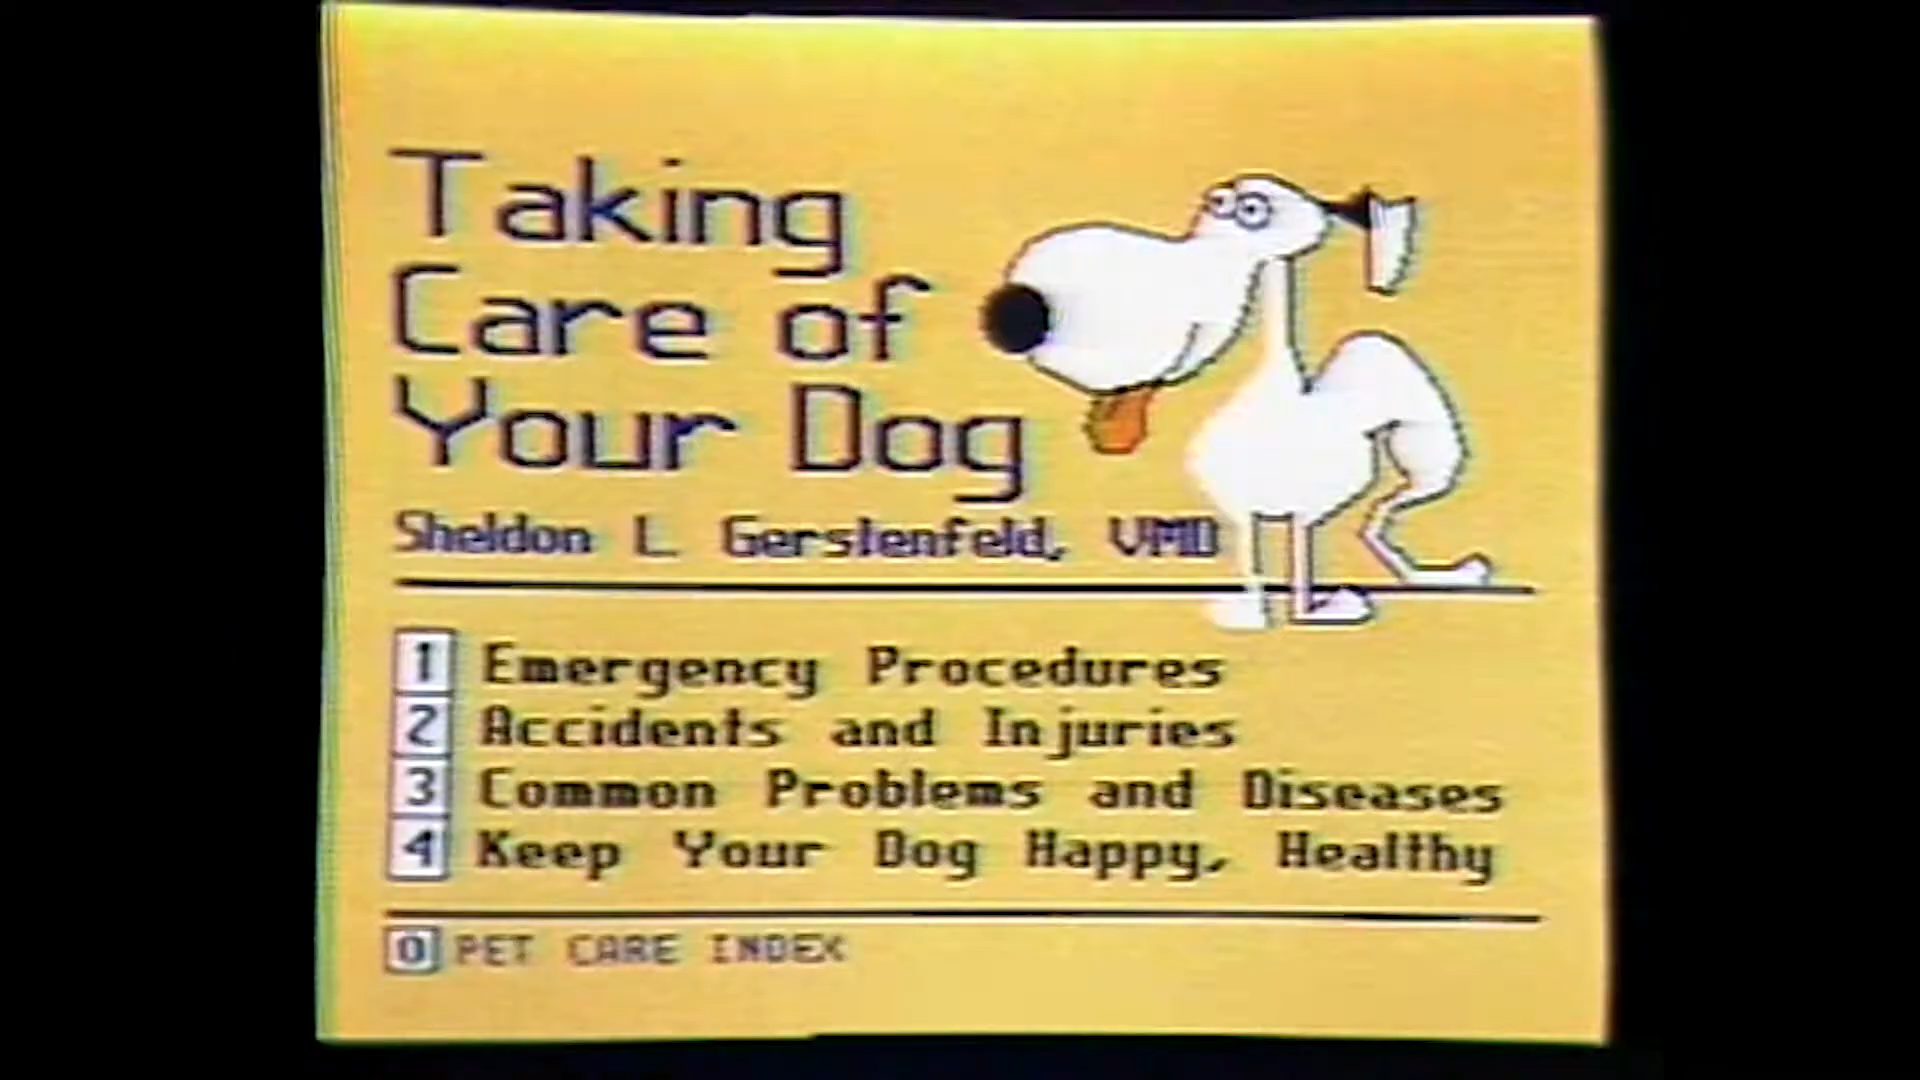 Taking
Care of
Your Dog
Sheldon L Gerstenfeld, VMD
1 Emergency Procedures
2 Accidents and Injuries
3 Common Problems and Diseases
4 Keep Your Dog Happy, Healthy
0 PET CARE INDEX